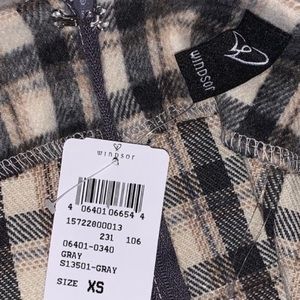 WINDSOR
WINDSOR
4 06401 06654 4
15722800013
231 106
06401-0340
GRAY
S13501-GRAY
SIZE XS